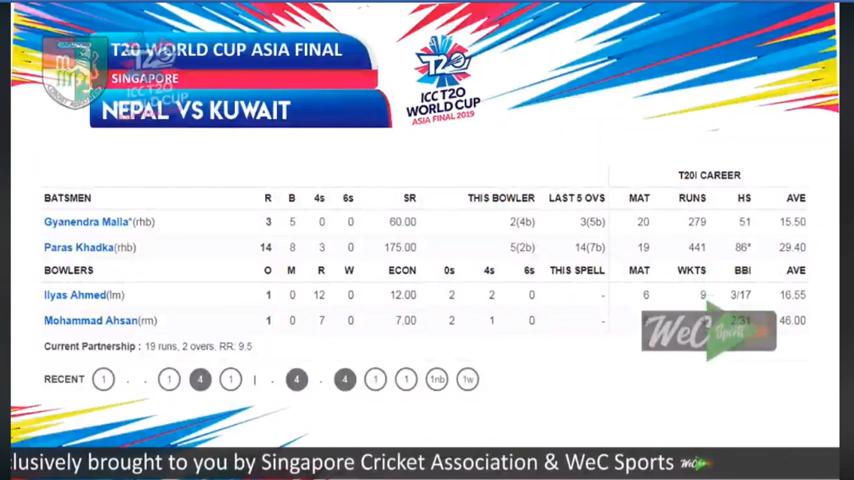 T20 WORLD CUP ASIA FINAL
SINGAPORE
NEPAL VS KUWAIT
T20
ICC T20
WORLD CUP
ASIA FINAL 2019
T20I CAREER
BATSMEN R B 4s 6s SR THIS BOWLER LAST 5 OVS MAT RUNS HS AVE
Gyanendra Malla*(rhb) 3 5 0 0 60.00 2(4b) 3(5b) 20 279 51 15.50
Paras Khadka(rhb) 14 8 3 0 175.00 5(2b) 14(7b) 19 441 86* 29.40
BOWLERS O M R W ECON 0s 4s 6s THIS SPELL MAT WKTS BBI AVE
Ilyas Ahmed(lm) 1 0 12 0 12.00 2 2 0 - 6 9 3/17 16.55
Mohammad Ahsan(rm) 1 0 7 0 7.00 2 1 0 - 2/31 46.00
WeC Sports
Current Partnership : 19 runs, 2 overs, RR: 9.5
RECENT 1 . . 1 4 1 | . 4 . 4 1 1 1nb 1w
clusively brought to you by Singapore Cricket Association & WeC Sports WeC